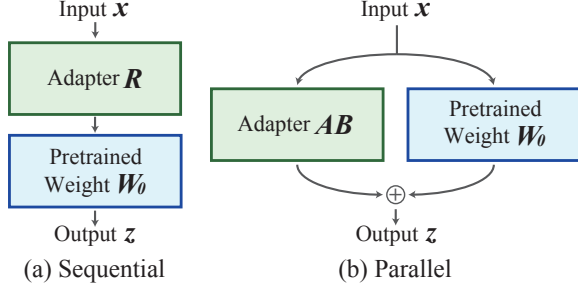 Input x
Adapter R
Pretrained
Weight W₀
Output z
(a) Sequential
Input x
Adapter AB
Pretrained
Weight W₀
Output z
(b) Parallel